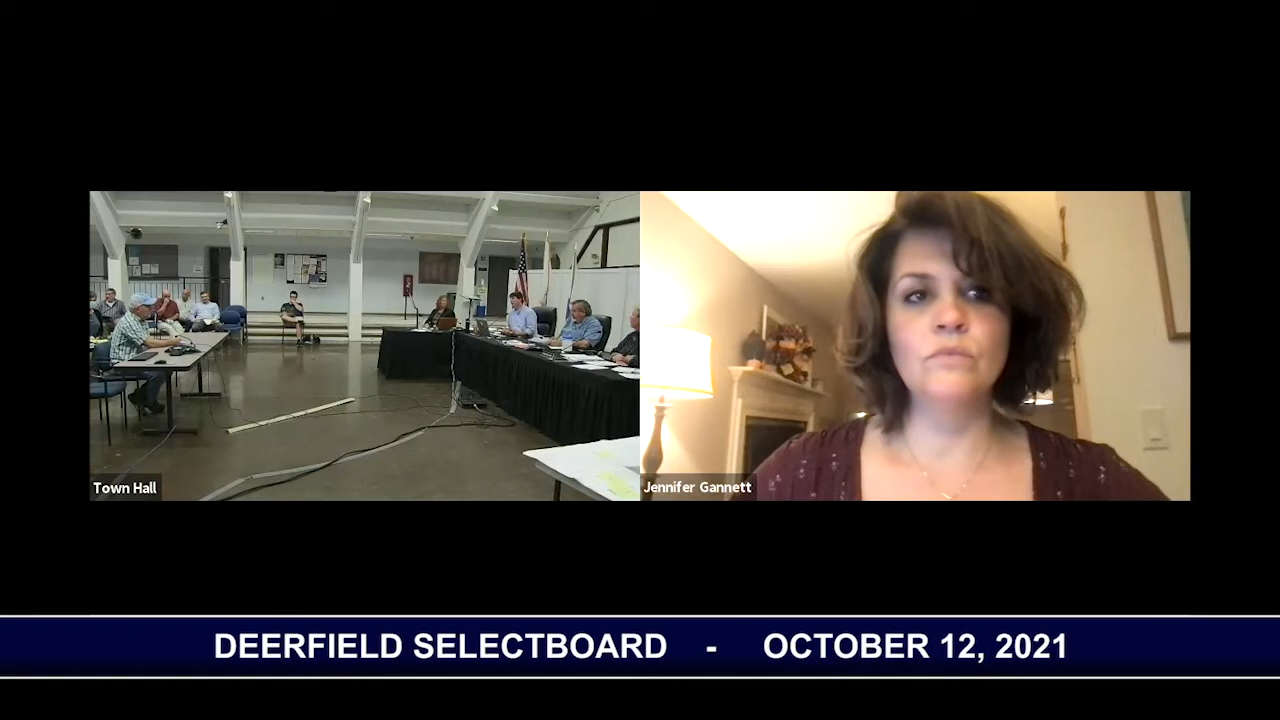 Town Hall
Jennifer Gannett
DEERFIELD SELECTBOARD - OCTOBER 12, 2021